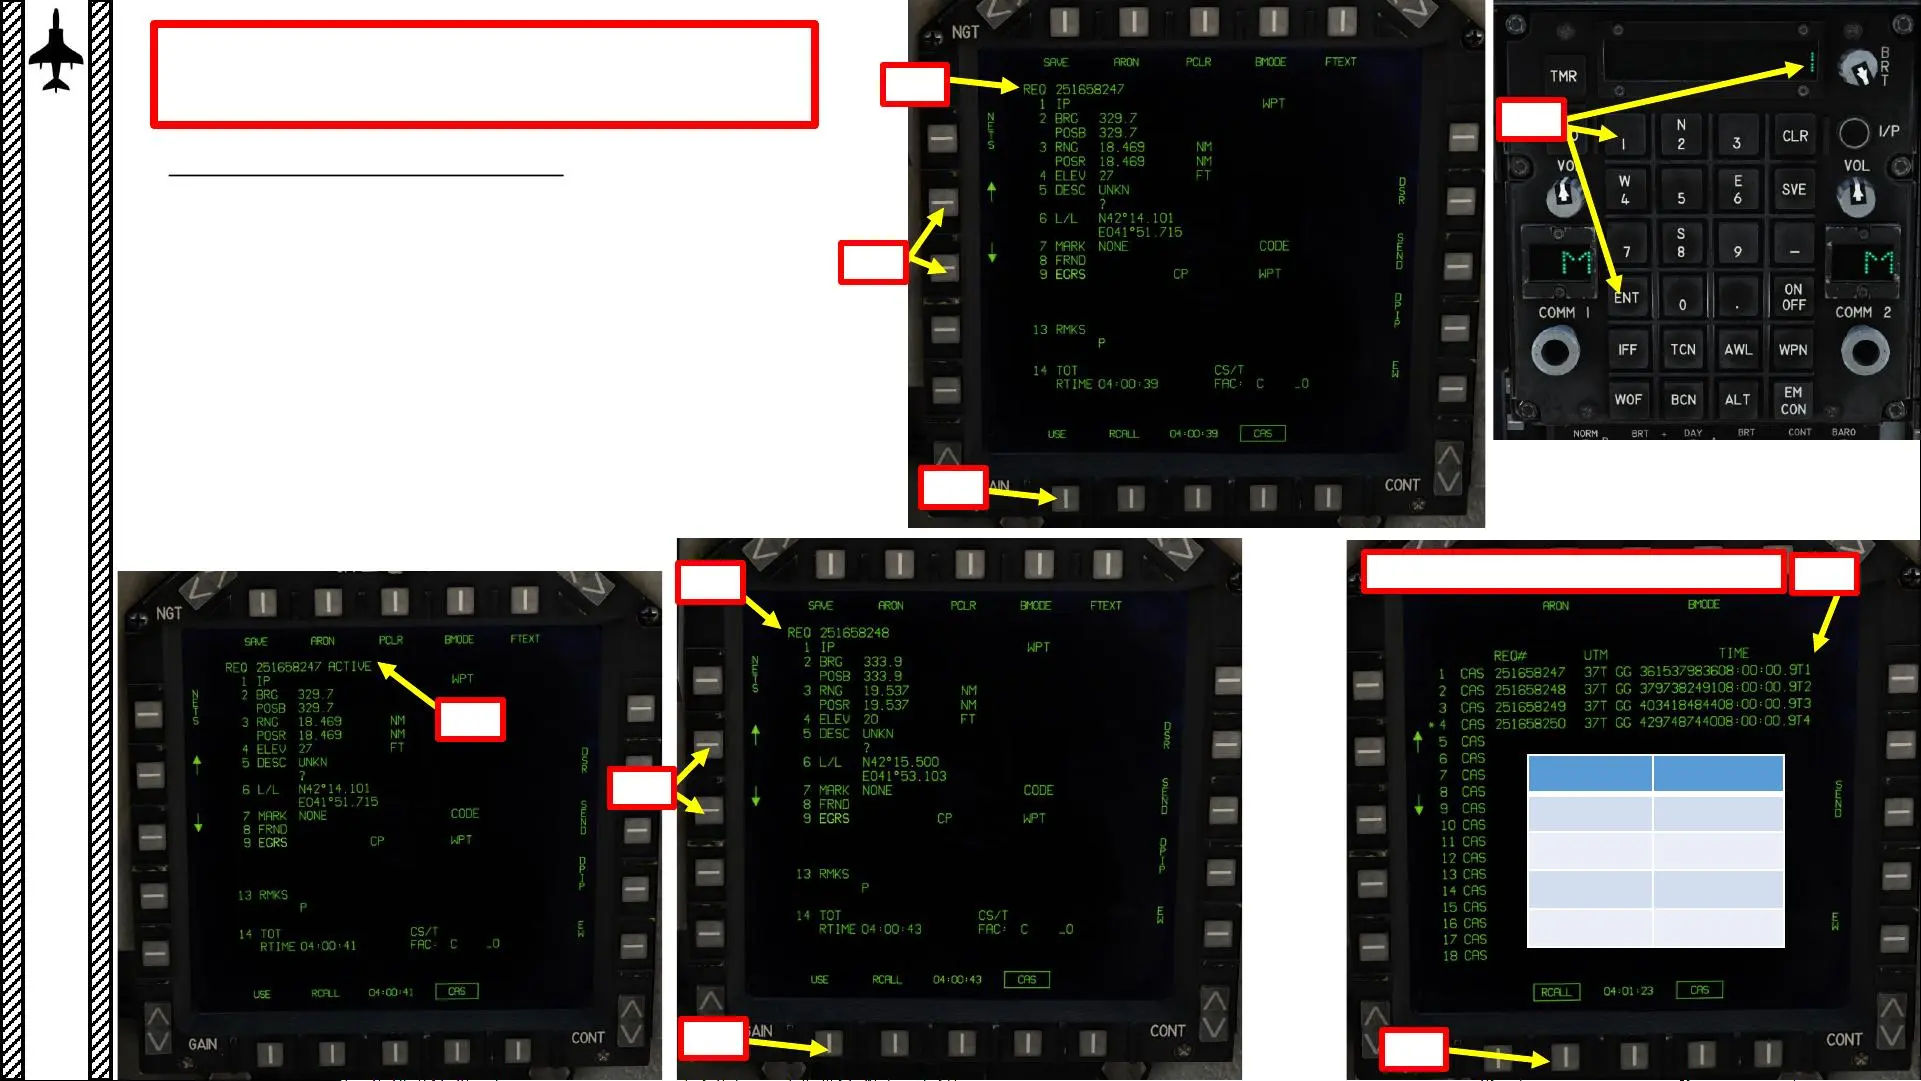 NGT
SAVE ARON PCLR BMODE FTEXT
REQ 251658247
1 IP WPT
2 BRG 329.7
POSB 329.7
3 RNG 18.469 NM
POSR 18.469 NM
4 ELEV 27 FT
5 DESC UNKN
?
6 L/L N42°14.101
E041°51.715
7 MARK NONE CODE
8 FRND
9 EGRS CP WPT
13 RMKS
P
14 TOT CS/T
RTIME 04:00:39 FAC: C _0
USE RCALL 04:00:39 CAS
NETS
DSR
SEND
DPIP
EW
CONT
TMR
BRT
1 N 2 3 CLR I/P
VOL
W 4 5 E 6 SVE
7 S 8 9 –
M M
ENT 0 . ON OFF
COMM 1 COMM 2
IFF TCN AWL WPN
WOF BCN ALT EM CON
NORM BRT + DAY BRT CONT BARO
NGT
SAVE ARON PCLR BMODE FTEXT
REQ 251658247 ACTIVE
1 IP WPT
2 BRG 329.7
POSB 329.7
3 RNG 18.469 NM
POSR 18.469 NM
4 ELEV 27 FT
5 DESC UNKN
?
6 L/L N42°14.101
E041°51.715
7 MARK NONE CODE
8 FRND
9 EGRS CP WPT
13 RMKS
P
14 TOT CS/T
RTIME 04:00:41 FAC: C _0
USE RCALL 04:00:41 CAS
NETS
DSR
SEND
DPIP
EW
GAIN CONT
SAVE ARON PCLR BMODE FTEXT
REQ 251658248
1 IP WPT
2 BRG 333.9
POSB 333.9
3 RNG 19.537 NM
POSR 19.537 NM
4 ELEV 20 FT
5 DESC UNKN
?
6 L/L N42°15.500
E041°53.103
7 MARK NONE CODE
8 FRND
9 EGRS CP WPT
13 RMKS
P
14 TOT CS/T
RTIME 04:00:43 FAC: C _0
USE RCALL 04:00:43 CAS
NETS
DSR
SEND
DPIP
EW
CONT
ARON BMODE
REQ# UTM TIME
1 CAS 251658247 37T GG 361537983608:00:00.9T1
2 CAS 251658248 37T GG 379738249108:00:00.9T2
3 CAS 251658249 37T GG 403418484408:00:00.9T3
*4 CAS 251658250 37T GG 429748744008:00:00.9T4
5 CAS
6 CAS
7 CAS
8 CAS
9 CAS
10 CAS
11 CAS
12 CAS
13 CAS
14 CAS
15 CAS
16 CAS
17 CAS
18 CAS
SEND
EW
RCALL 04:01:23 CAS
CONT